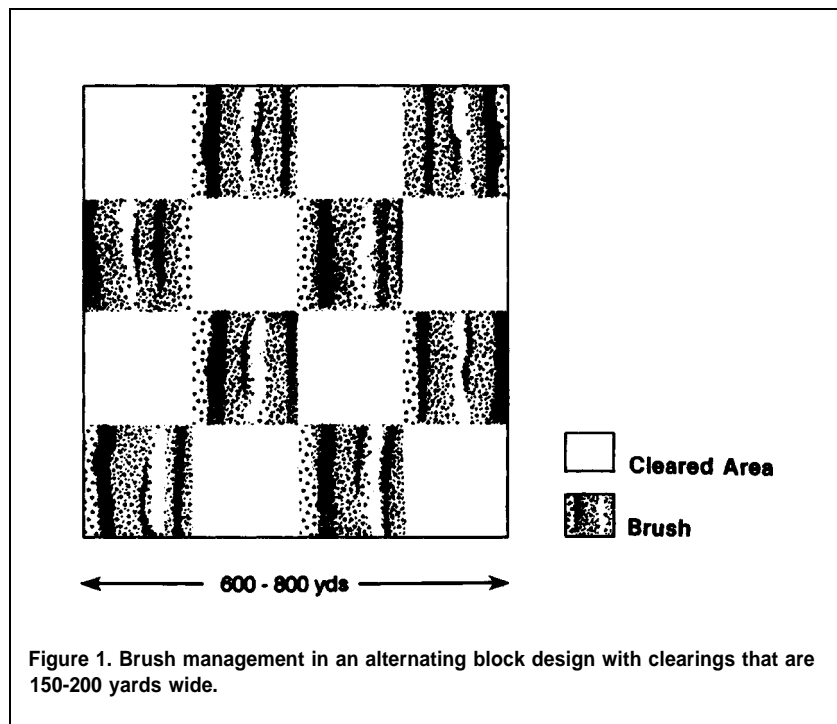 Cleared Area
Brush
600 - 800 yds
Figure 1. Brush management in an alternating block design with clearings that are
150-200 yards wide.